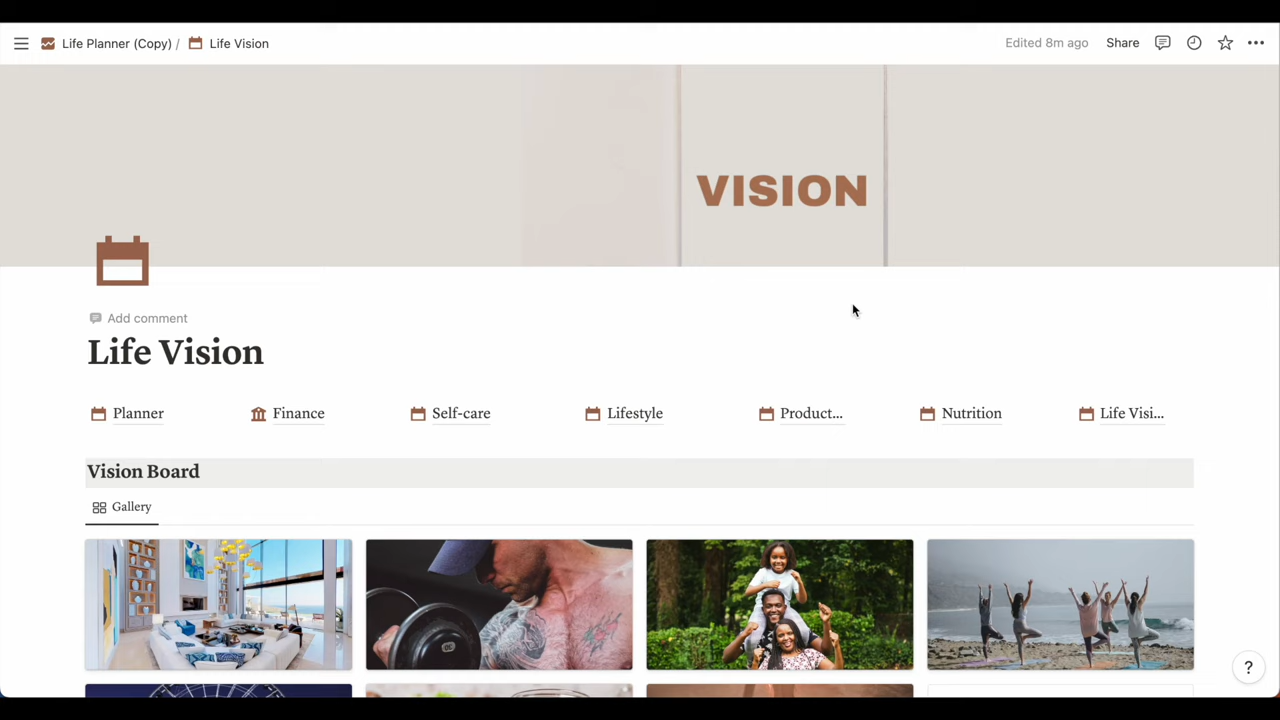 Life Planner (Copy) / Life Vision
Edited 8m ago Share
VISION
Add comment
Life Vision
Planner Finance Self-care Lifestyle Product... Nutrition Life Visi...
Vision Board
Gallery
?